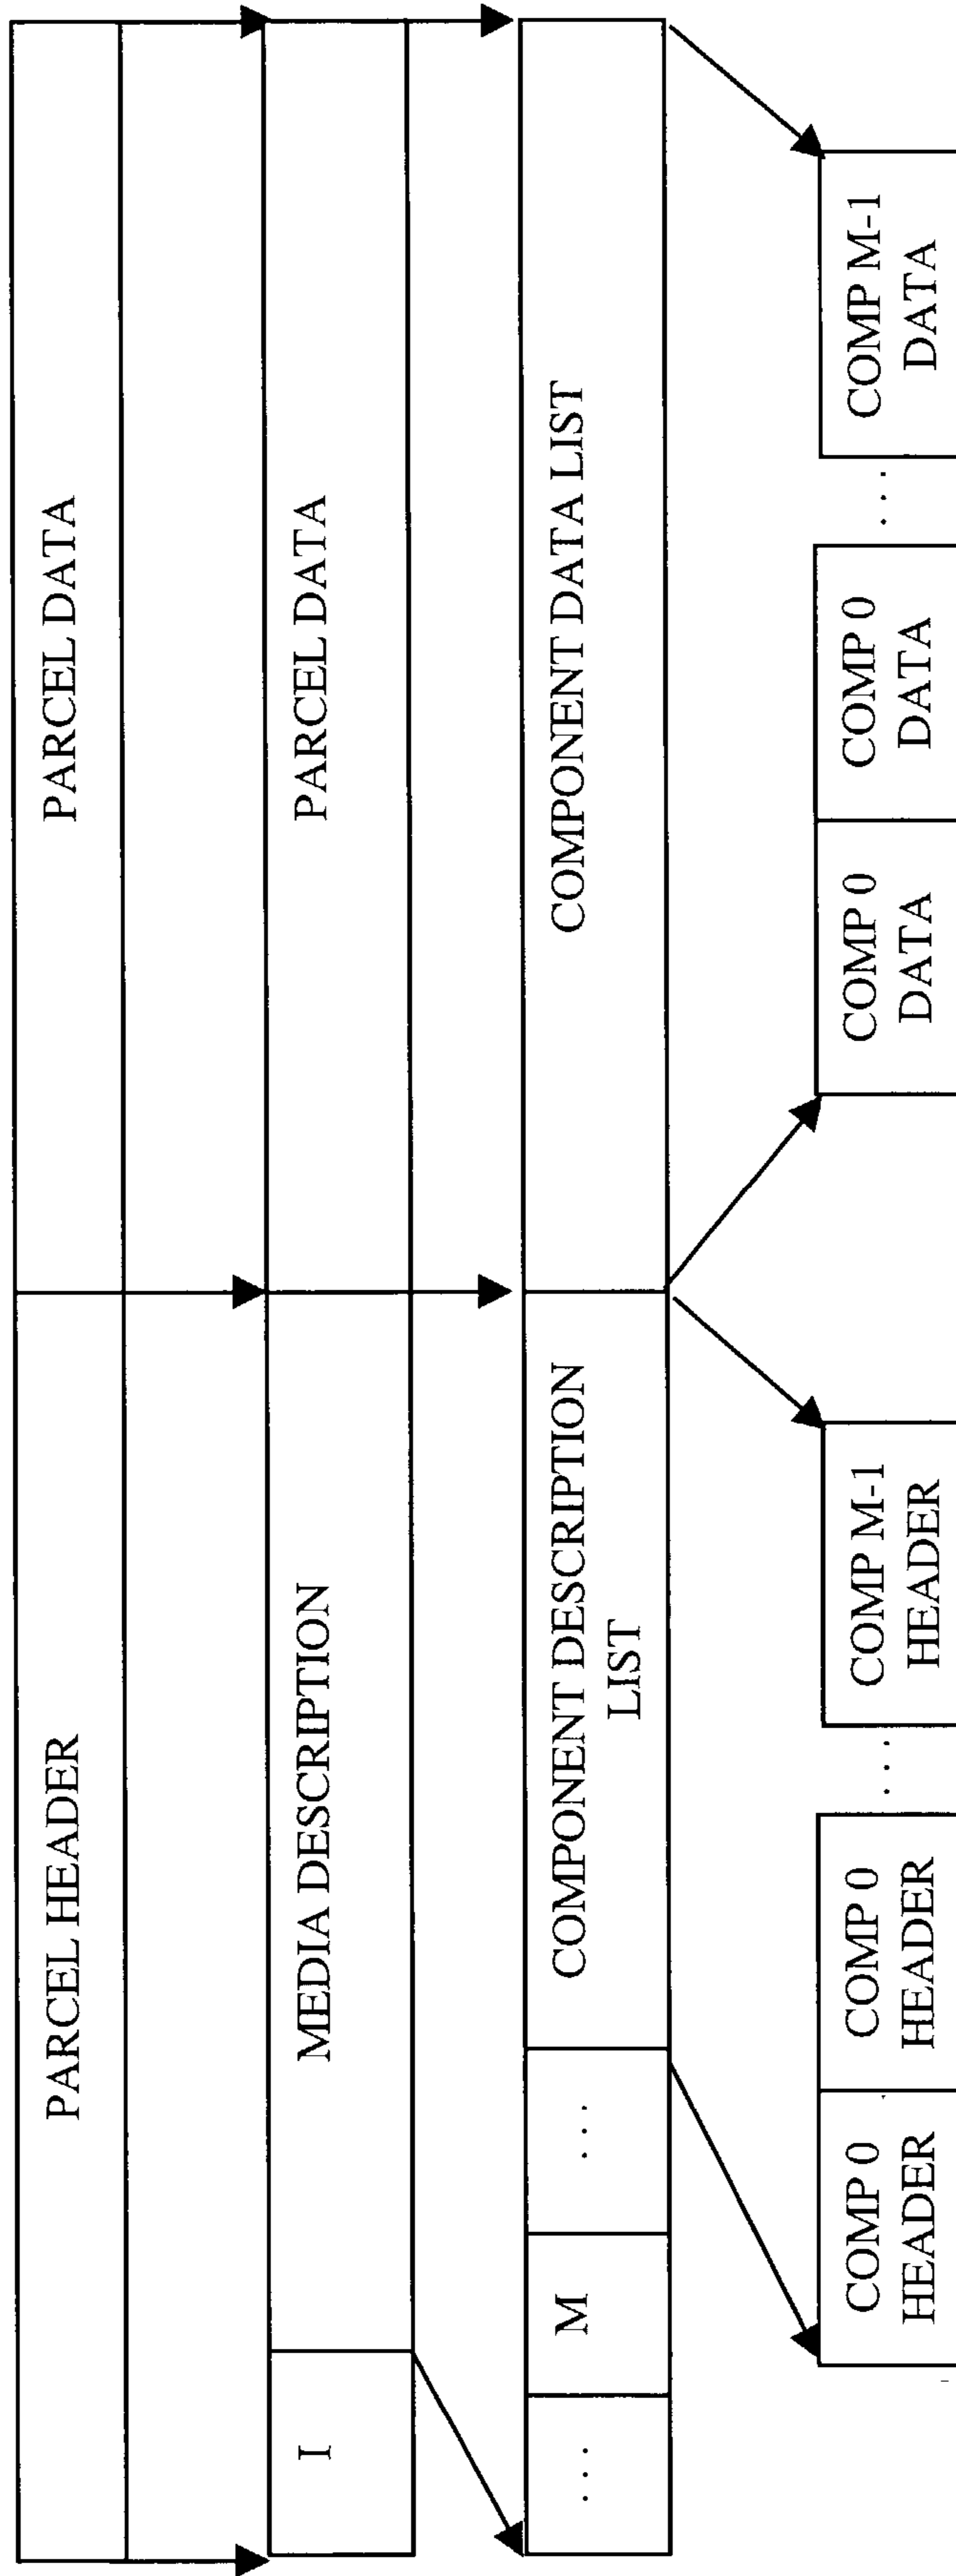 PARCEL HEADER
PARCEL DATA
I
MEDIA DESCRIPTION
PARCEL DATA
...
M
...
COMPONENT DESCRIPTION
LIST
COMPONENT DATA LIST
COMP 0
HEADER
COMP 0
HEADER
...
COMP M-1
HEADER
COMP 0
DATA
COMP 0
DATA
...
COMP M-1
DATA